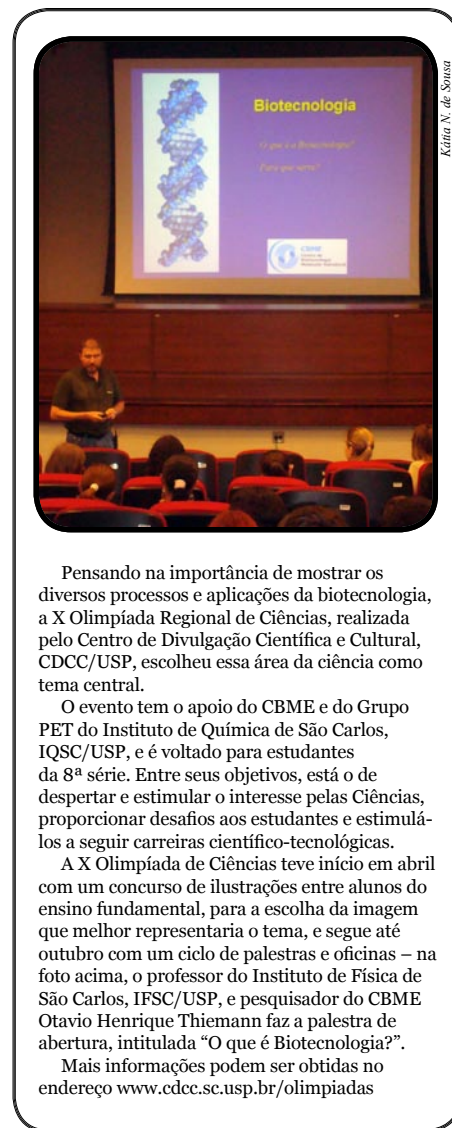 Kátia N. de Sousa
Biotecnologia
O que é a Biotecnologia?
Para que serve?
CBME
Centro de
Biotecnologia
Molecular Estrutural
Pensando na importância de mostrar os
diversos processos e aplicações da biotecnologia,
a X Olimpíada Regional de Ciências, realizada
pelo Centro de Divulgação Científica e Cultural,
CDCC/USP, escolheu essa área da ciência como
tema central.
O evento tem o apoio do CBME e do Grupo
PET do Instituto de Química de São Carlos,
IQSC/USP, e é voltado para estudantes
da 8ª série. Entre seus objetivos, está o de
despertar e estimular o interesse pelas Ciências,
proporcionar desafios aos estudantes e estimulá-
los a seguir carreiras científico-tecnológicas.
A X Olimpíada de Ciências teve início em abril
com um concurso de ilustrações entre alunos do
ensino fundamental, para a escolha da imagem
que melhor representaria o tema, e segue até
outubro com um ciclo de palestras e oficinas – na
foto acima, o professor do Instituto de Física de
São Carlos, IFSC/USP, e pesquisador do CBME
Otavio Henrique Thiemann faz a palestra de
abertura, intitulada “O que é Biotecnologia?”.
Mais informações podem ser obtidas no
endereço www.cdcc.sc.usp.br/olimpiadas